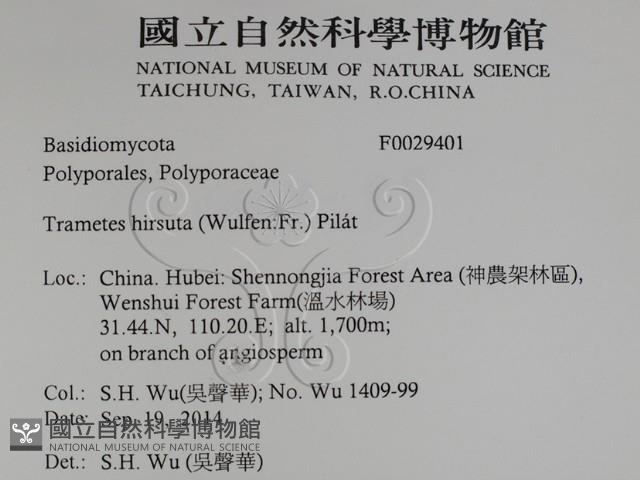 國立自然科學博物館
NATIONAL MUSEUM OF NATURAL SCIENCE
TAICHUNG, TAIWAN, R.O.CHINA
Basidiomycota F0029401
Polyporales, Polyporaceae
Trametes hirsuta (Wulfen:Fr.) Pilát
Loc.: China. Hubei: Shennongjia Forest Area (神農架林區),
Wenshui Forest Farm(溫水林場)
31.44.N, 110.20.E; alt. 1,700m;
on branch of angiosperm
Col.: S.H. Wu(吳聲華); No. Wu 1409-99
Date: Sep. 19, 2014
國立自然科學博物館
NATIONAL MUSEUM OF NATURAL SCIENCE
Det.: S.H. Wu (吳聲華)